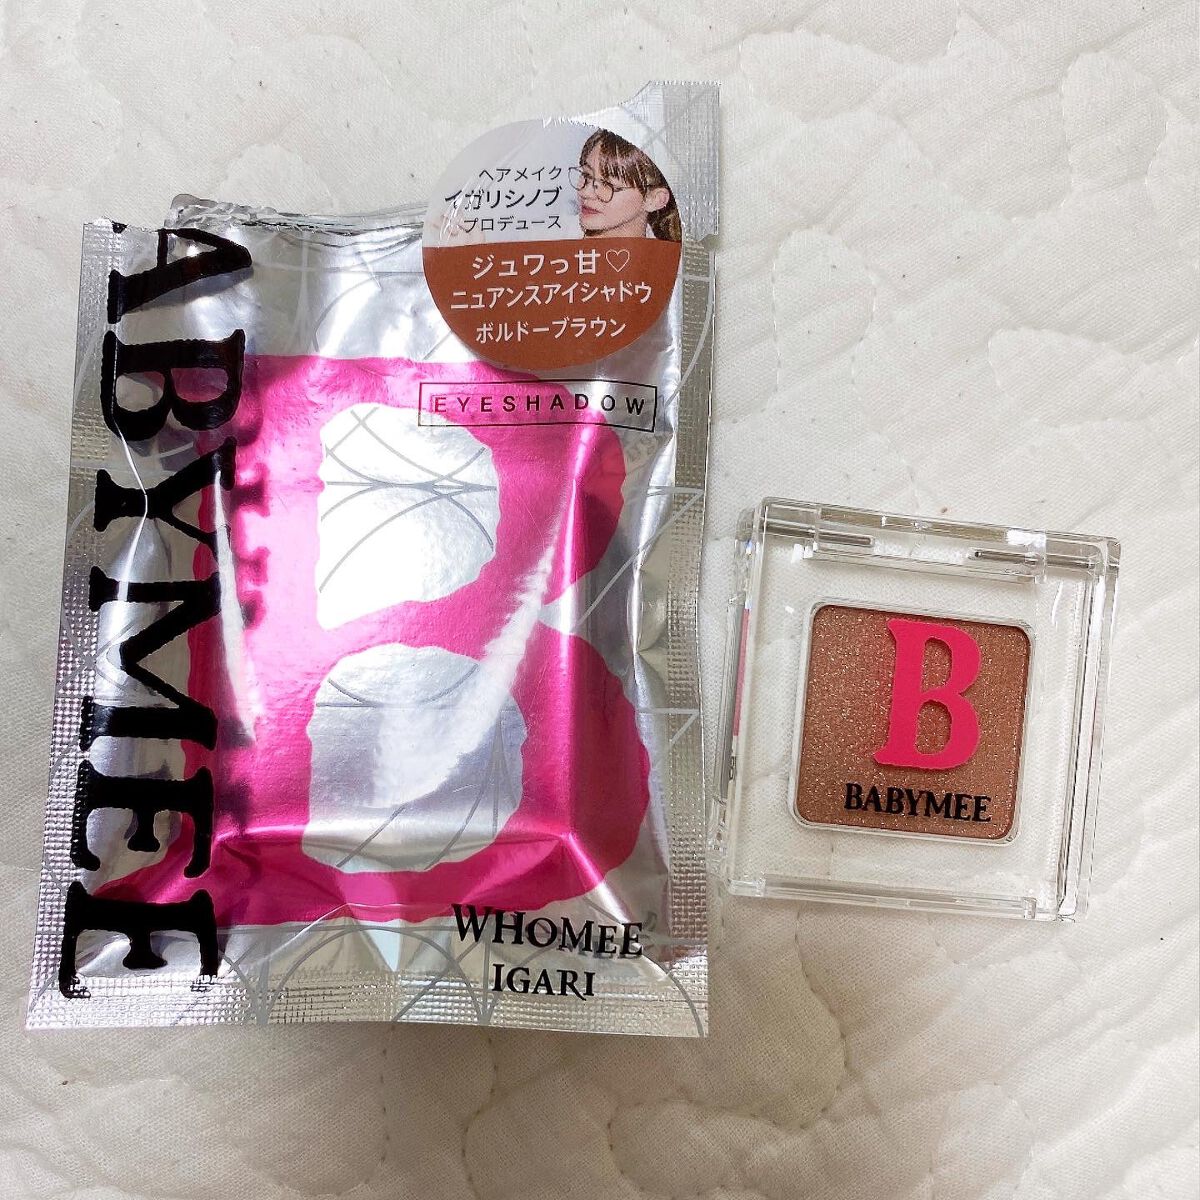 ヘアメイク
イガリシノブ
プロデュース
ジュワっ甘♡
ニュアンスアイシャドウ
ボルドーブラウン
EYESHADOW
ABYMEE
B
WHOMEE
IGARI
B
BABYMEE